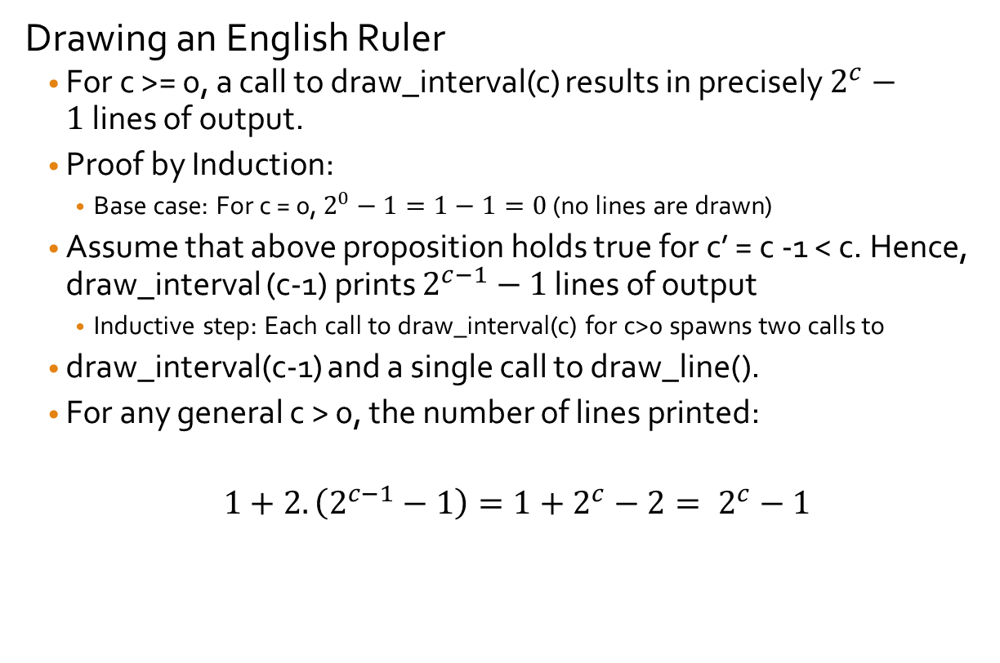 Drawing an English Ruler
• For c >= 0, a call to draw_interval(c) results in precisely 2^c −
1 lines of output.
• Proof by Induction:
• Base case: For c = 0, 2^0 − 1 = 1 − 1 = 0 (no lines are drawn)
• Assume that above proposition holds true for c’ = c -1 < c. Hence,
draw_interval (c-1) prints 2^{c−1} − 1 lines of output
• Inductive step: Each call to draw_interval(c) for c>0 spawns two calls to
• draw_interval(c-1) and a single call to draw_line().
• For any general c > 0, the number of lines printed:
1 + 2. (2^{c−1} − 1) = 1 + 2^c − 2 = 2^c − 1